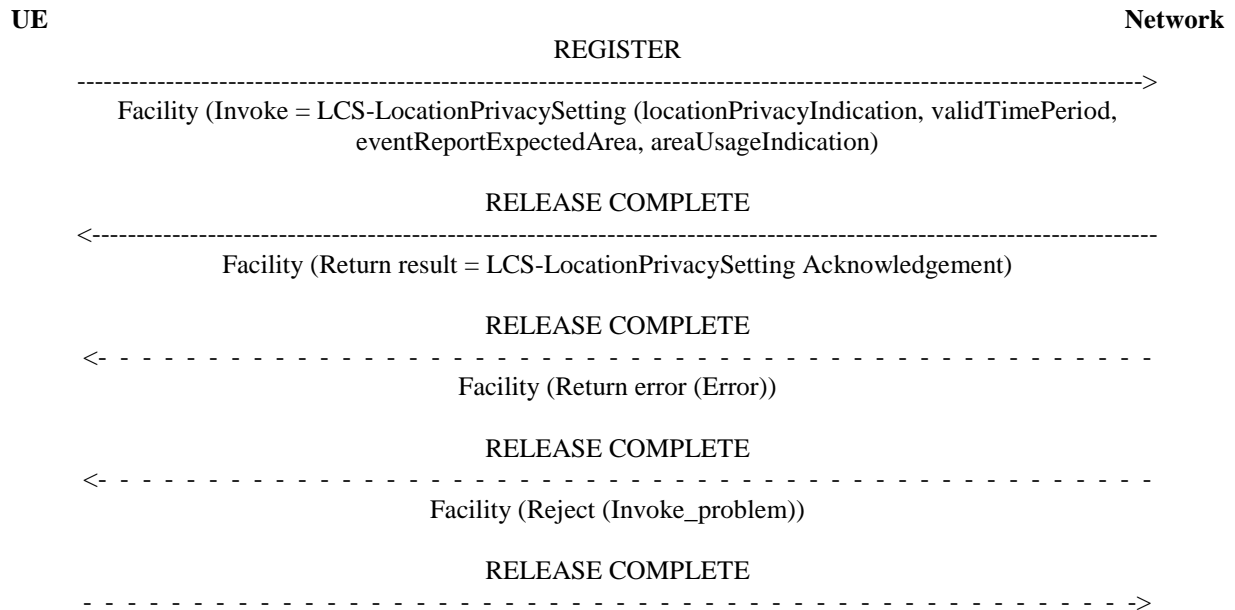 UE Network
REGISTER
------------------------------------------------------------------------------------------------------------------------>
Facility (Invoke = LCS-LocationPrivacySetting (locationPrivacyIndication, validTimePeriod,
eventReportExpectedArea, areaUsageIndication)
RELEASE COMPLETE
<------------------------------------------------------------------------------------------------------------------------
Facility (Return result = LCS-LocationPrivacySetting Acknowledgement)
RELEASE COMPLETE
<- - - - - - - - - - - - - - - - - - - - - - - - - - - - - - - - - - - - - - - - - - - - - - - -
Facility (Return error (Error))
RELEASE COMPLETE
<- - - - - - - - - - - - - - - - - - - - - - - - - - - - - - - - - - - - - - - - - - - - - - - -
Facility (Reject (Invoke_problem))
RELEASE COMPLETE
- - - - - - - - - - - - - - - - - - - - - - - - - - - - - - - - - - - - - - - - - - - - - - - ->